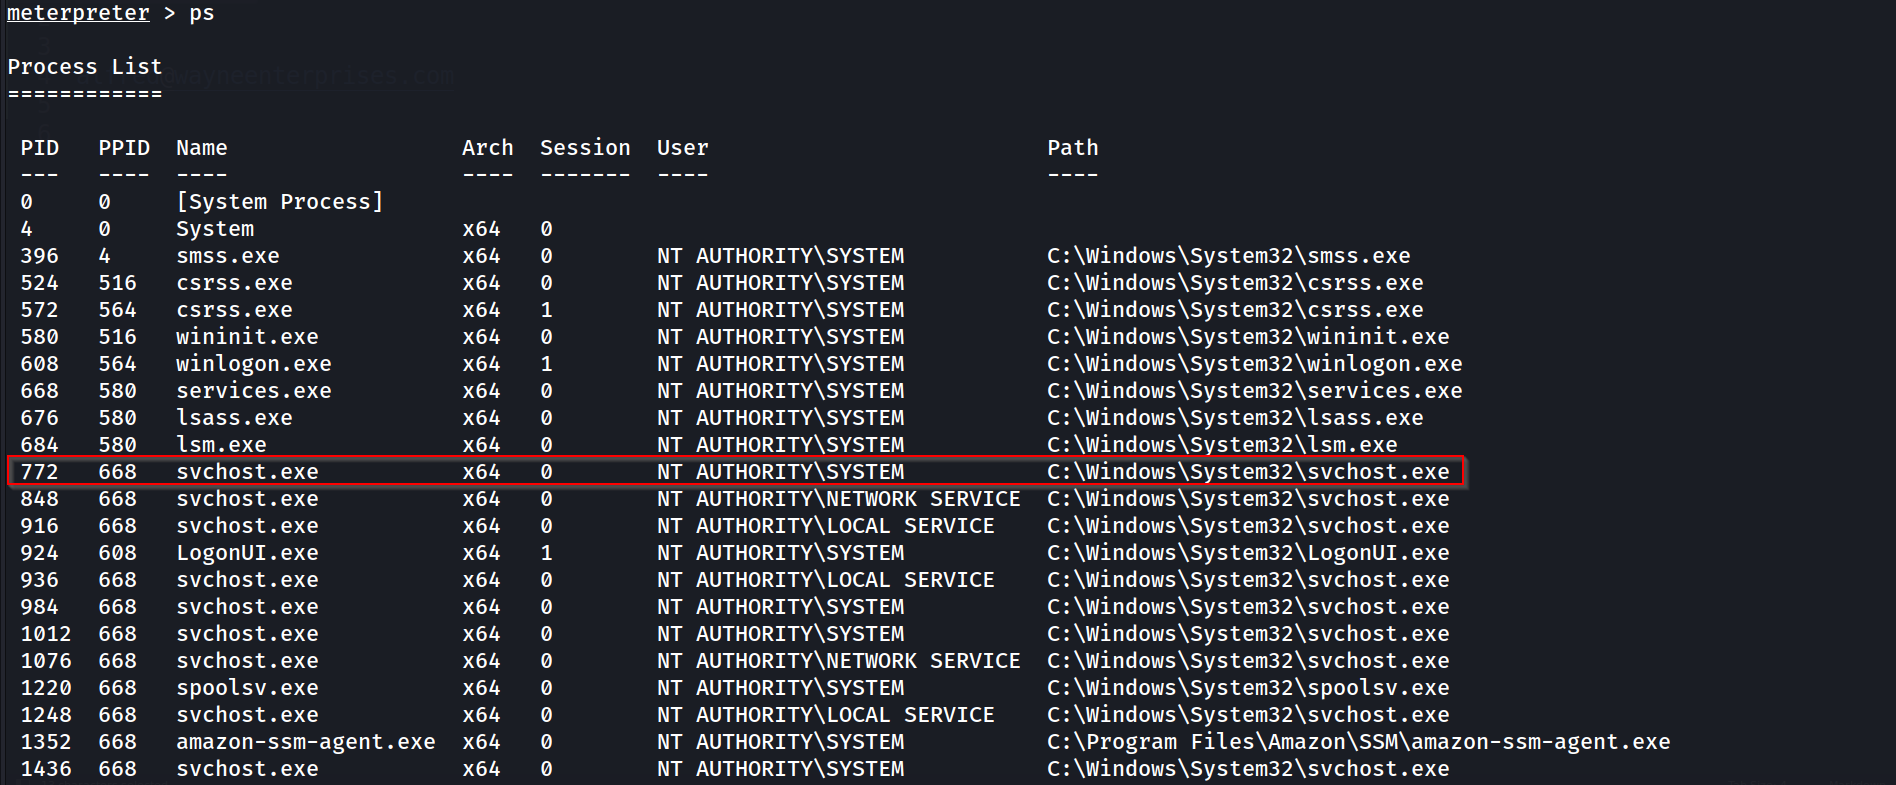 meterpreter > ps
Process List
@wayneenterprises.com
============
PID PPID Name Arch Session User Path
--- ---- ---- ---- ------- ---- ----
0 0 [System Process]
4 0 System x64 0
396 4 smss.exe x64 0 NT AUTHORITY\SYSTEM C:\Windows\System32\smss.exe
524 516 csrss.exe x64 0 NT AUTHORITY\SYSTEM C:\Windows\System32\csrss.exe
572 564 csrss.exe x64 1 NT AUTHORITY\SYSTEM C:\Windows\System32\csrss.exe
580 516 wininit.exe x64 0 NT AUTHORITY\SYSTEM C:\Windows\System32\wininit.exe
608 564 winlogon.exe x64 1 NT AUTHORITY\SYSTEM C:\Windows\System32\winlogon.exe
668 580 services.exe x64 0 NT AUTHORITY\SYSTEM C:\Windows\System32\services.exe
676 580 lsass.exe x64 0 NT AUTHORITY\SYSTEM C:\Windows\System32\lsass.exe
684 580 lsm.exe x64 0 NT AUTHORITY\SYSTEM C:\Windows\System32\lsm.exe
772 668 svchost.exe x64 0 NT AUTHORITY\SYSTEM C:\Windows\System32\svchost.exe
848 668 svchost.exe x64 0 NT AUTHORITY\NETWORK SERVICE C:\Windows\System32\svchost.exe
916 668 svchost.exe x64 0 NT AUTHORITY\LOCAL SERVICE C:\Windows\System32\svchost.exe
924 608 LogonUI.exe x64 1 NT AUTHORITY\SYSTEM C:\Windows\System32\LogonUI.exe
936 668 svchost.exe x64 0 NT AUTHORITY\LOCAL SERVICE C:\Windows\System32\svchost.exe
984 668 svchost.exe x64 0 NT AUTHORITY\SYSTEM C:\Windows\System32\svchost.exe
1012 668 svchost.exe x64 0 NT AUTHORITY\SYSTEM C:\Windows\System32\svchost.exe
1076 668 svchost.exe x64 0 NT AUTHORITY\NETWORK SERVICE C:\Windows\System32\svchost.exe
1220 668 spoolsv.exe x64 0 NT AUTHORITY\SYSTEM C:\Windows\System32\spoolsv.exe
1248 668 svchost.exe x64 0 NT AUTHORITY\LOCAL SERVICE C:\Windows\System32\svchost.exe
1352 668 amazon-ssm-agent.exe x64 0 NT AUTHORITY\SYSTEM C:\Program Files\Amazon\SSM\amazon-ssm-agent.exe
1436 668 svchost.exe x64 0 NT AUTHORITY\SYSTEM C:\Windows\System32\svchost.exe